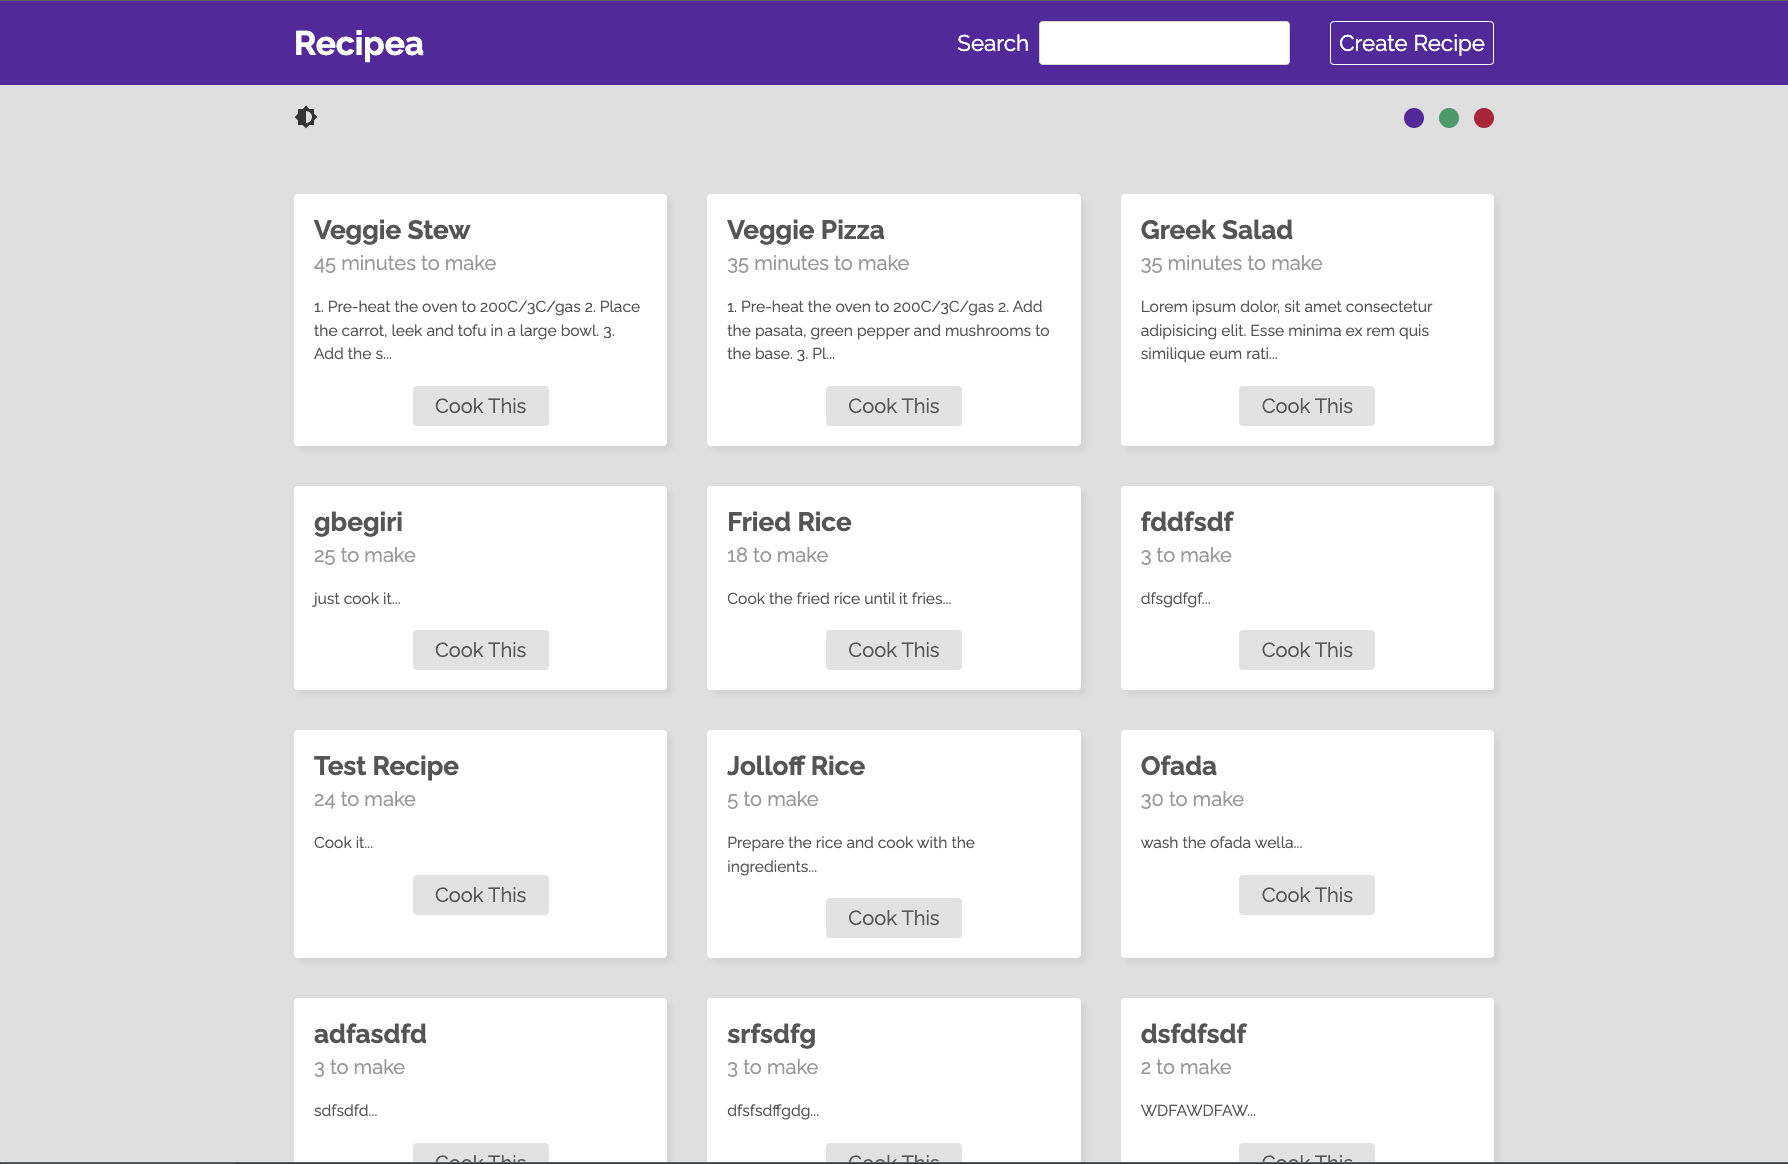 Recipea
Search
Create Recipe
Veggie Stew
45 minutes to make
1. Pre-heat the oven to 200C/3C/gas 2. Place
the carrot, leek and tofu in a large bowl. 3.
Add the s...
Cook This
Veggie Pizza
35 minutes to make
1. Pre-heat the oven to 200C/3C/gas 2. Add
the pasata, green pepper and mushrooms to
the base. 3. Pl...
Cook This
Greek Salad
35 minutes to make
Lorem ipsum dolor, sit amet consectetur
adipisicing elit. Esse minima ex rem quis
similique eum rati...
Cook This
gbegiri
25 to make
just cook it...
Cook This
Fried Rice
18 to make
Cook the fried rice until it fries...
Cook This
fddfsdf
3 to make
dfsgdfgf...
Cook This
Test Recipe
24 to make
Cook it...
Cook This
Jolloff Rice
5 to make
Prepare the rice and cook with the
ingredients...
Cook This
Ofada
30 to make
wash the ofada wella...
Cook This
adfasdfd
3 to make
sdfsdfd...
Cook This
srfsdfg
3 to make
dfsfsdffgdg...
Cook This
dsfdfsdf
2 to make
WDFAWDFAW...
Cook This